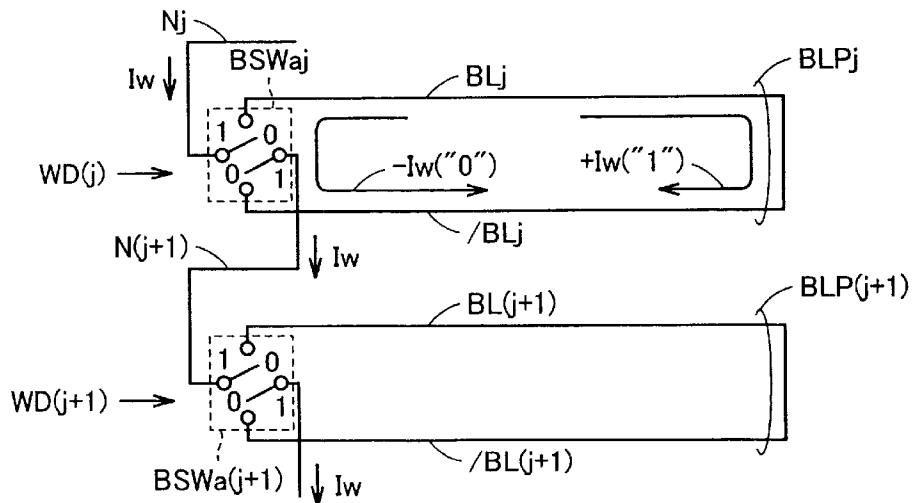 Nj
Iw
BSWaj
BLj
BLPj
1 0
0 1
WD(j)
-Iw("0")
+Iw("1")
/BLj
N(j+1)
Iw
BL(j+1)
BLP(j+1)
1 0
0 1
WD(j+1)
BSWa(j+1)
Iw
/BL(j+1)